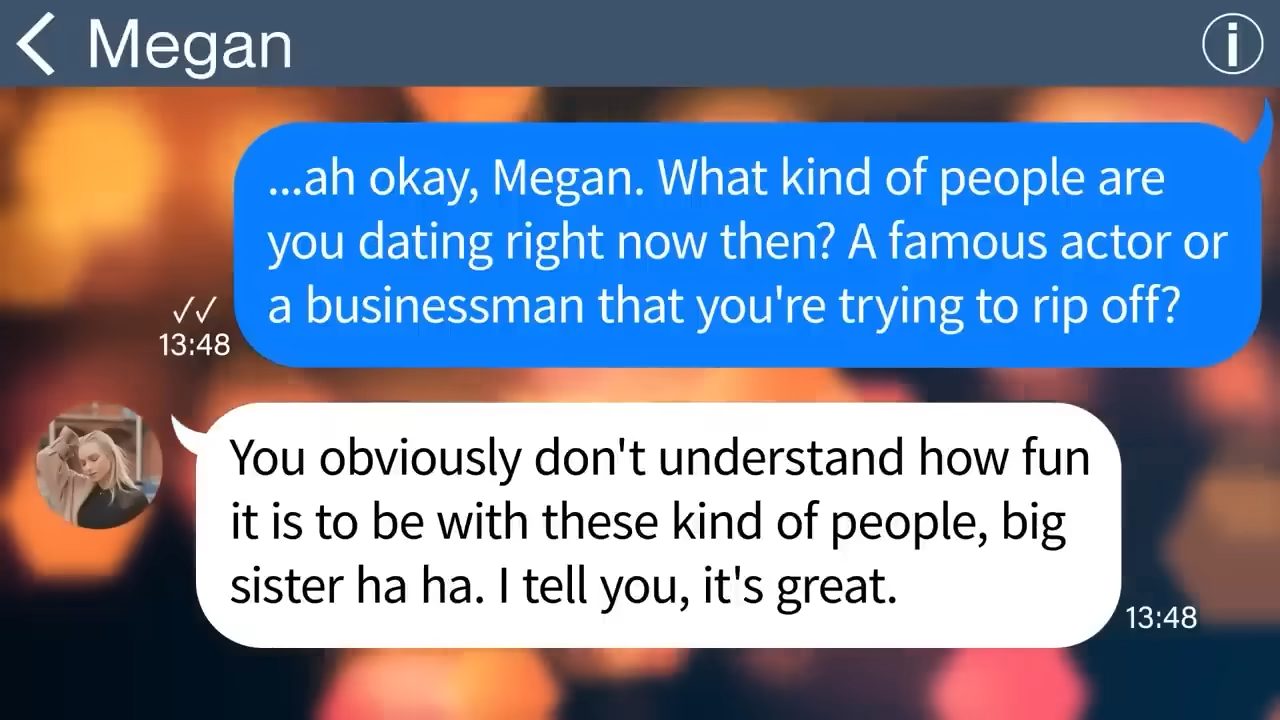 Megan
...ah okay, Megan. What kind of people are
you dating right now then? A famous actor or
a businessman that you're trying to rip off?
13:48
You obviously don't understand how fun
it is to be with these kind of people, big
sister ha ha. I tell you, it's great.
13:48